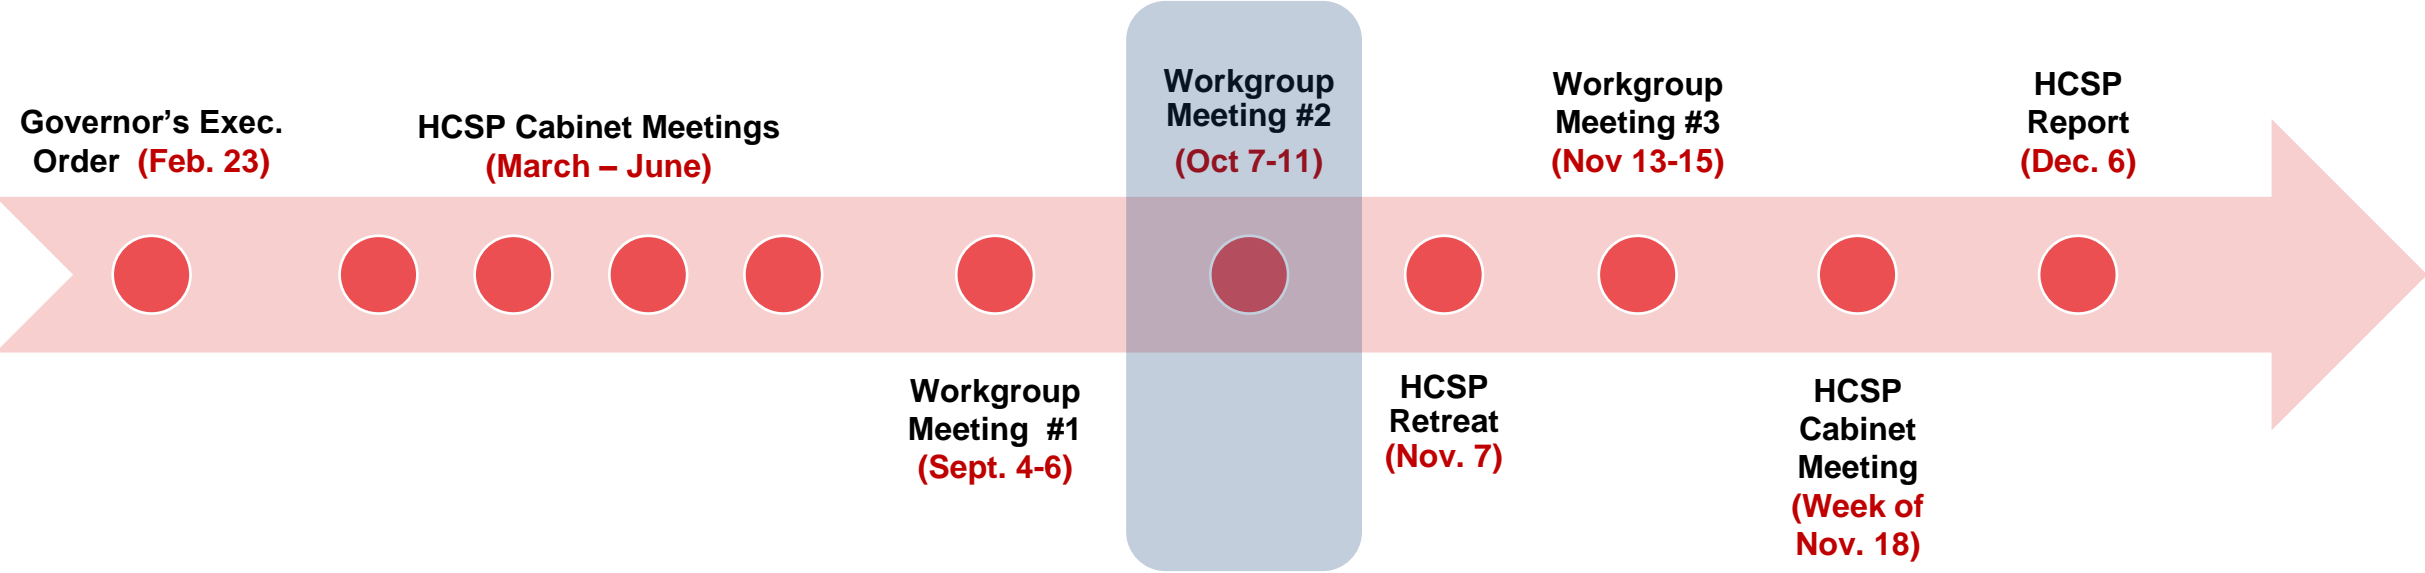 Governor’s Exec.
Order  (Feb. 23)
HCSP Cabinet Meetings
(March – June)
Workgroup
Meeting  #1
(Sept. 4-6)
Workgroup
Meeting #2
(Oct 7-11)
HCSP
Retreat
(Nov. 7)
Workgroup
Meeting #3
(Nov 13-15)
HCSP
Cabinet
Meeting
(Week of
Nov. 18)
HCSP
Report
(Dec. 6)